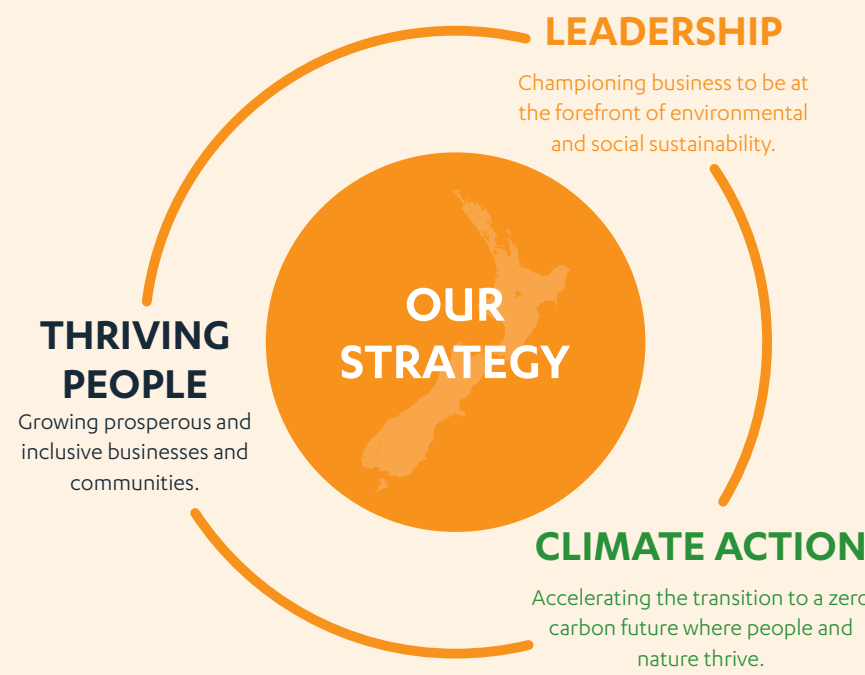 LEADERSHIP
Championing business to be at
the forefront of environmental
and social sustainability.
OUR
STRATEGY
THRIVING
PEOPLE
Growing prosperous and
inclusive businesses and
communities.
CLIMATE ACTION
Accelerating the transition to a zero
carbon future where people and
nature thrive.